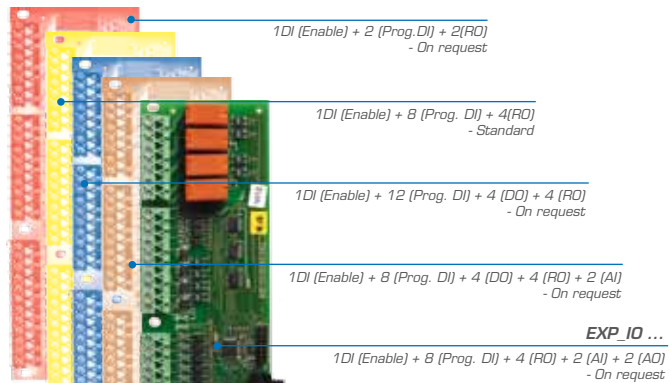 1DI (Enable) + 2 (Prog.DI) + 2(RO)
- On request
1DI (Enable) + 8 (Prog. DI) + 4(RO)
- Standard
1DI (Enable) + 12 (Prog. DI) + 4 (DO) + 4 (RO)
- On request
1DI (Enable) + 8 (Prog. DI) + 4 (DO) + 4 (RO) + 2 (AI)
- On request
EXP_IO ...
1DI (Enable) + 8 (Prog. DI) + 4 (RO) + 2 (AI) + 2 (AO)
- On request